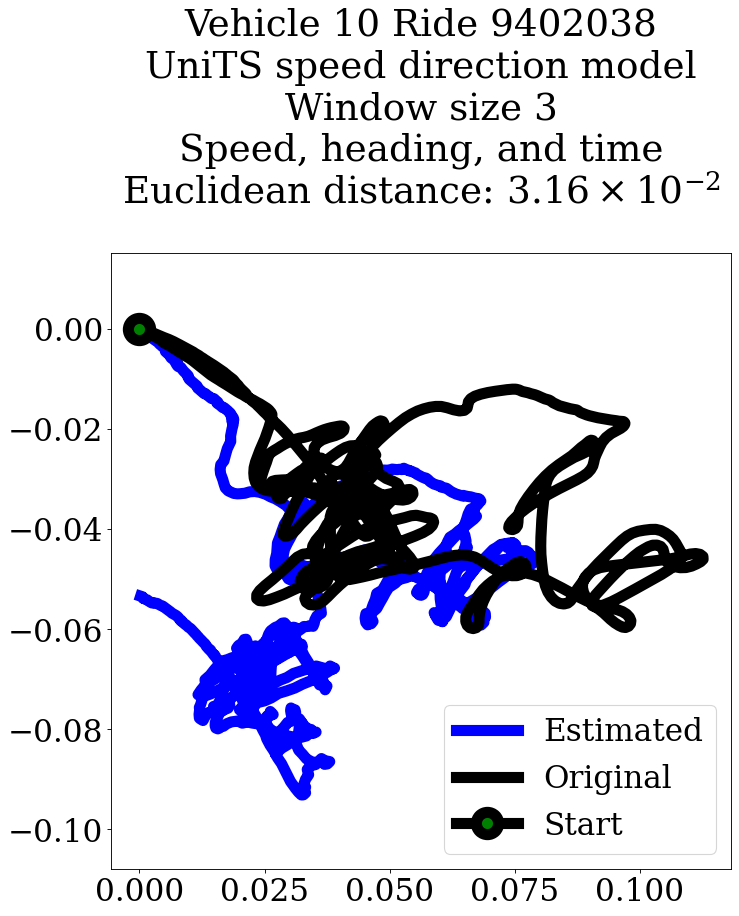 Vehicle 10 Ride 9402038
UniTS speed direction model
Window size 3
Speed, heading, and time
Euclidean distance: 3.16 × 10⁻²
0.00
−0.02
−0.04
−0.06
−0.08
−0.10
Estimated
Original
Start
0.000 0.025 0.050 0.075 0.100